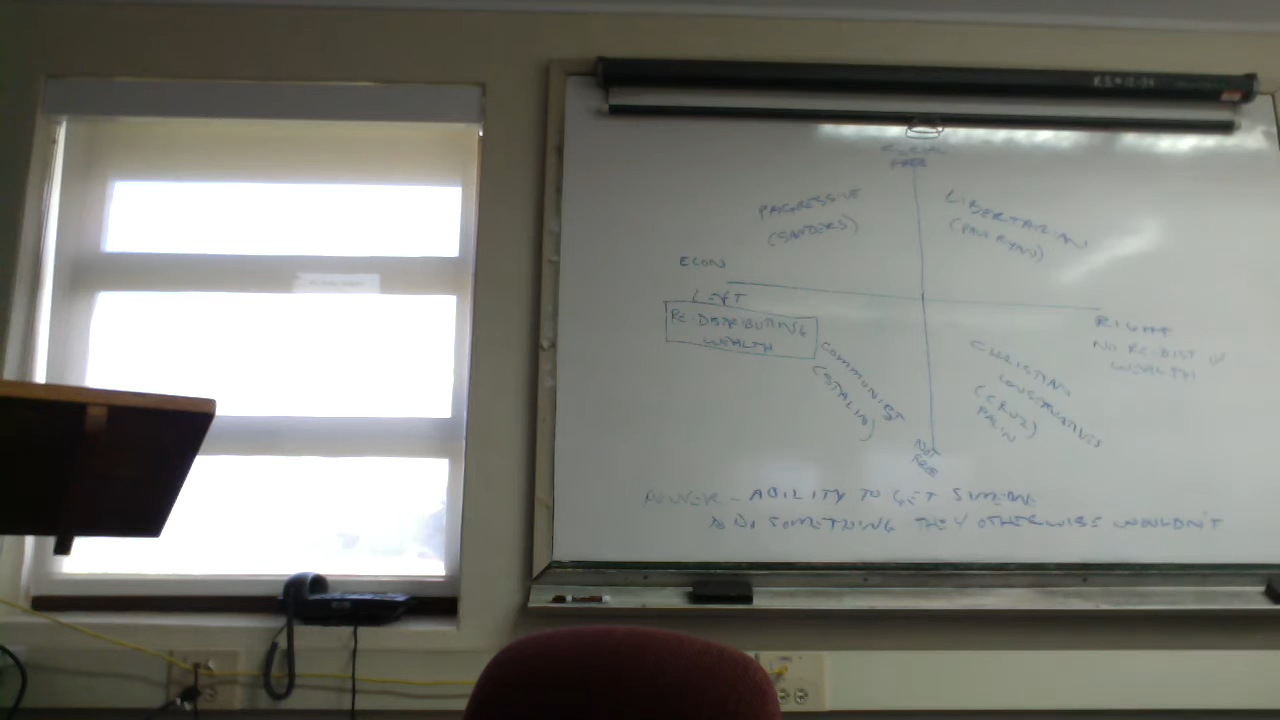 SOCIAL
FREE
PROGRESSIVE
(SANDERS)
LIBERTARIAN
(PAUL RYAN)
ECON
LEFT
RE-DISTRIBUTING
WEALTH
RIGHT
NO RE-DIST OF
WEALTH
COMMUNIST
(STALIN)
CHRISTIAN
CONSERVATIVES
(CRUZ)
PALIN
NOT
FREE
POWER - ABILITY TO GET SOMEONE
TO DO SOMETHING THEY OTHERWISE WOULDN'T